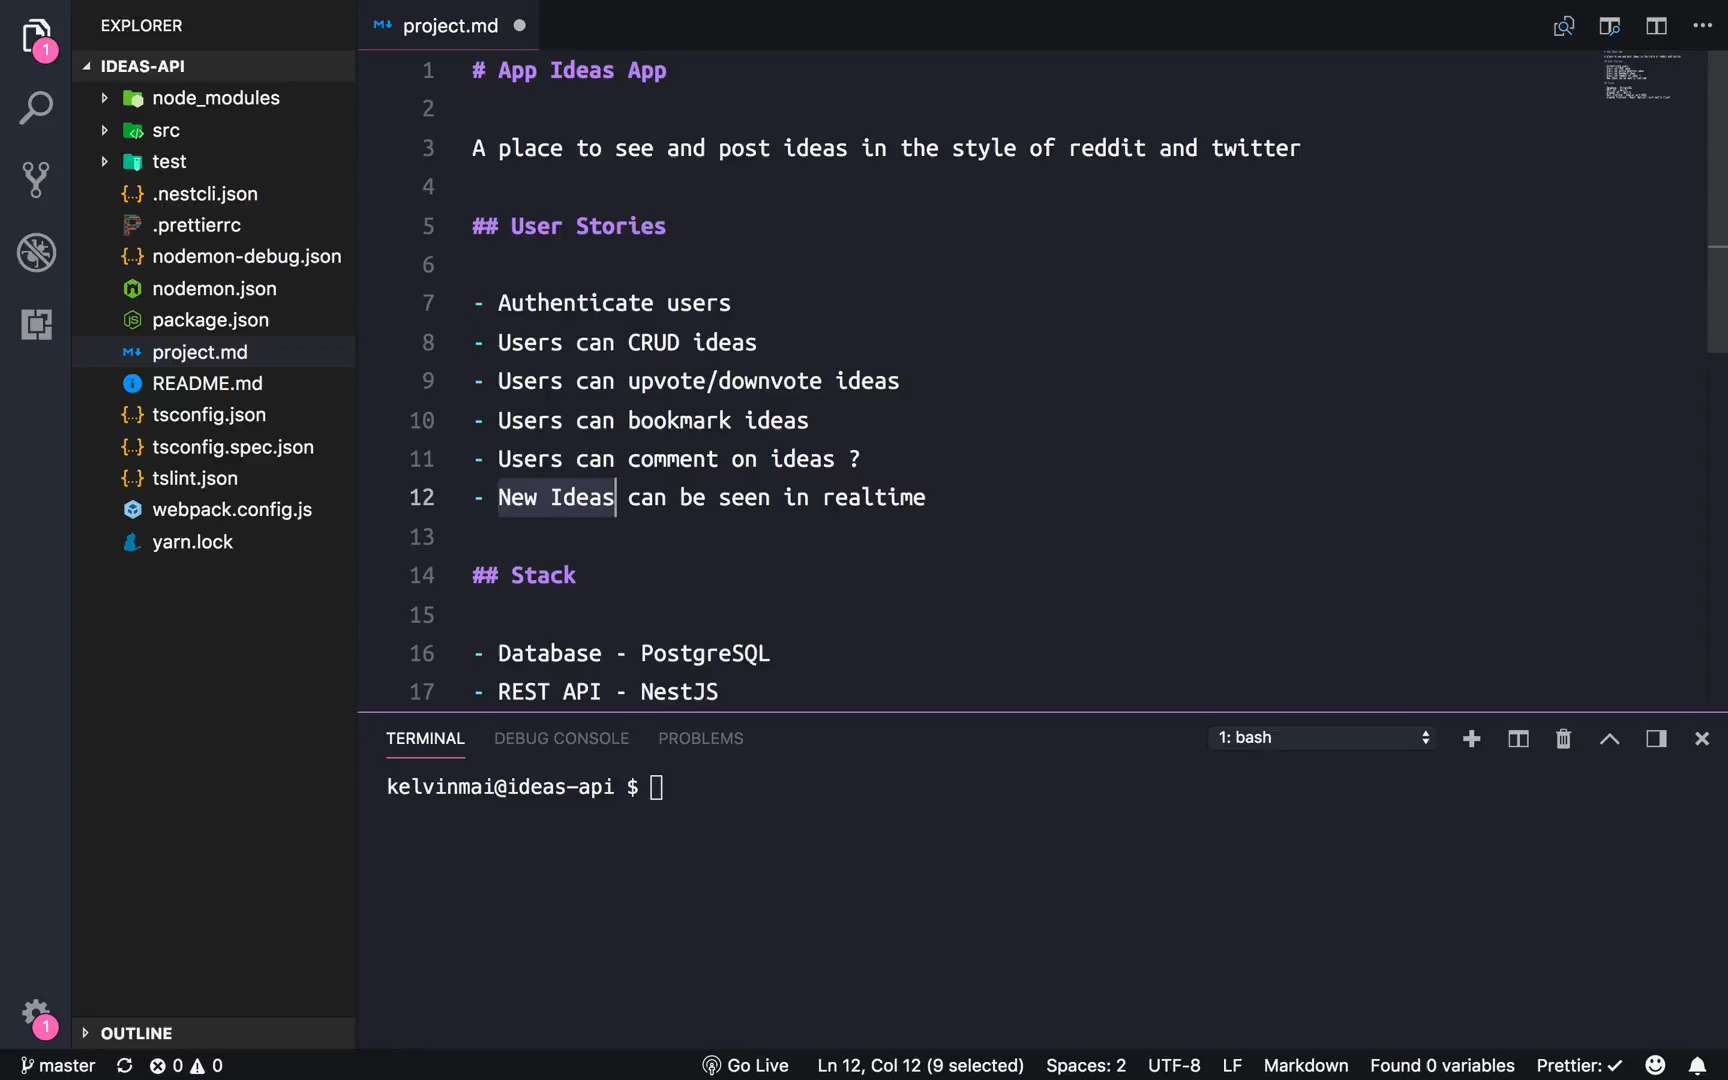 EXPLORER
project.md
1
IDEAS-API
node_modules
src
test
.nestcli.json
.prettierrc
nodemon-debug.json
nodemon.json
package.json
project.md
README.md
tsconfig.json
tsconfig.spec.json
tslint.json
webpack.config.js
yarn.lock
1 # App Ideas App
2
3 A place to see and post ideas in the style of reddit and twitter
4
5 ## User Stories
6
7 - Authenticate users
8 - Users can CRUD ideas
9 - Users can upvote/downvote ideas
10 - Users can bookmark ideas
11 - Users can comment on ideas ?
12 - New Ideas can be seen in realtime
13
14 ## Stack
15
16 - Database - PostgreSQL
17 - REST API - NestJS
TERMINAL DEBUG CONSOLE PROBLEMS 1: bash
kelvinmai@ideas-api $
1
OUTLINE
master 0 0 Go Live Ln 12, Col 12 (9 selected) Spaces: 2 UTF-8 LF Markdown Found 0 variables Prettier: ✓